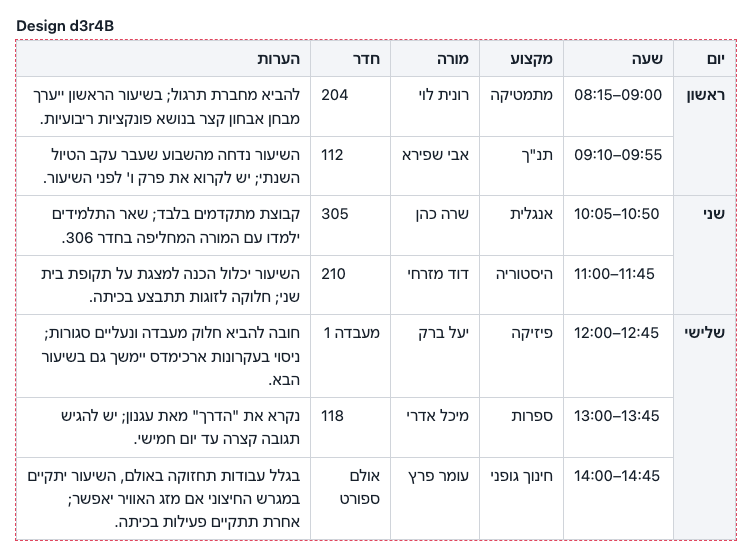 Design d3r4B
יום שעה מקצוע מורה חדר הערות
ראשון 08:15–09:00 מתמטיקה רונית לוי 204 להביא מחברת תרגול; בשיעור הראשון ייערך
מבחן אבחון קצר בנושא פונקציות ריבועיות.
09:10–09:55 תנ"ך אבי שפירא 112 השיעור נדחה מהשבוע שעבר עקב הטיול
השנתי; יש לקרוא את פרק ו' לפני השיעור.
שני 10:05–10:50 אנגלית שרה כהן 305 קבוצת מתקדמים בלבד; שאר התלמידים
ילמדו עם המורה המחליפה בחדר 306.
11:00–11:45 היסטוריה דוד מזרחי 210 השיעור יכלול הכנה למצגת על תקופת בית
שני; חלוקה לזוגות תתבצע בכיתה.
שלישי 12:00–12:45 פיזיקה יעל ברק מעבדה 1 חובה להביא חלוק מעבדה ונעליים סגורות;
ניסוי בעקרונות ארכימדס יימשך גם בשיעור
הבא.
13:00–13:45 ספרות מיכל אדרי 118 נקרא את "הדרך" מאת עגנון; יש להגיש
תגובה קצרה עד יום חמישי.
14:00–14:45 חינוך גופני עומר פרץ אולם בגלל עבודות תחזוקה באולם, השיעור יתקיים
ספורט במגרש החיצוני אם מזג האוויר יאפשר;
אחרת תתקיים פעילות בכיתה.